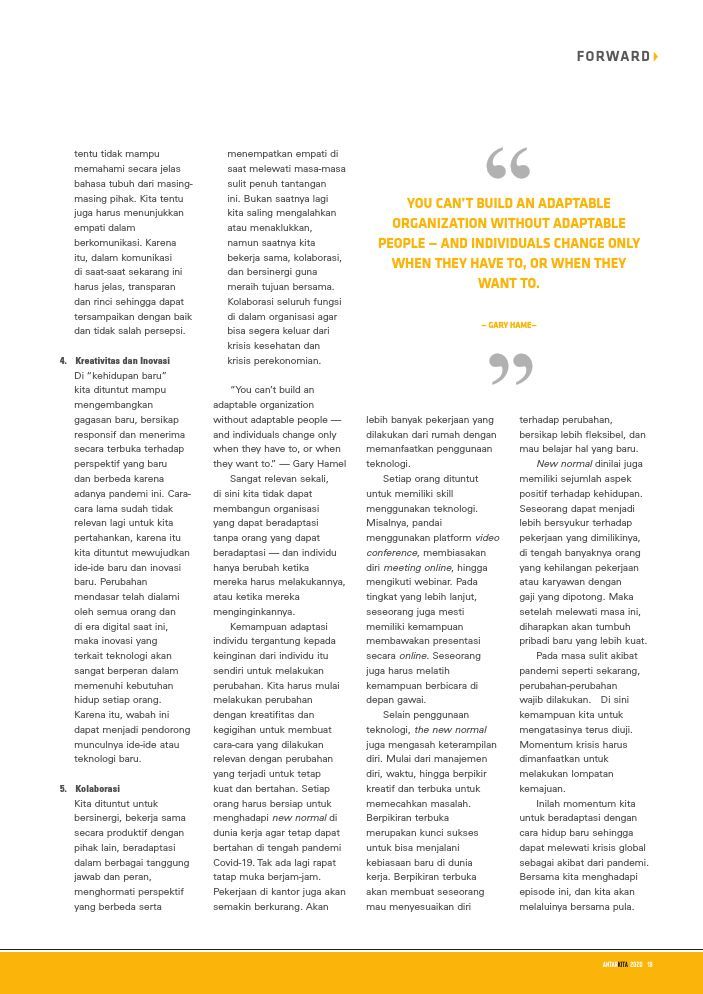 FORWARD
tentu tidak mampu
memahami secara jelas
bahasa tubuh dari masing-
masing pihak. Kita tentu
juga harus menunjukkan
empati dalam
berkomunikasi. Karena
itu, dalam komunikasi
di saat-saat sekarang ini
harus jelas, transparan
dan rinci sehingga dapat
tersampaikan dengan baik
dan tidak salah persepsi.
4. Kreativitas dan Inovasi
Di “kehidupan baru”
kita dituntut mampu
mengembangkan
gagasan baru, bersikap
responsif dan menerima
secara terbuka terhadap
perspektif yang baru
dan berbeda karena
adanya pandemi ini. Cara-
cara lama sudah tidak
relevan lagi untuk kita
pertahankan, karena itu
kita dituntut mewujudkan
ide-ide baru dan inovasi
baru. Perubahan
mendasar telah dialami
oleh semua orang dan
di era digital saat ini,
maka inovasi yang
terkait teknologi akan
sangat berperan dalam
memenuhi kebutuhan
hidup setiap orang.
Karena itu, wabah ini
dapat menjadi pendorong
munculnya ide-ide atau
teknologi baru.
5. Kolaborasi
Kita dituntut untuk
bersinergi, bekerja sama
secara produktif dengan
pihak lain, beradaptasi
dalam berbagai tanggung
jawab dan peran,
menghormati perspektif
yang berbeda serta
menempatkan empati di
saat melewati masa-masa
sulit penuh tantangan
ini. Bukan saatnya lagi
kita saling mengalahkan
atau menaklukkan,
namun saatnya kita
bekerja sama, kolaborasi,
dan bersinergi guna
meraih tujuan bersama.
Kolaborasi seluruh fungsi
di dalam organisasi agar
bisa segera keluar dari
krisis kesehatan dan
krisis perekonomian.
“You can’t build an
adaptable organization
without adaptable people —
and individuals change only
when they have to, or when
they want to.” — Gary Hamel
Sangat relevan sekali,
di sini kita tidak dapat
membangun organisasi
yang dapat beradaptasi
tanpa orang yang dapat
beradaptasi — dan individu
hanya berubah ketika
mereka harus melakukannya,
atau ketika mereka
menginginkannya.
Kemampuan adaptasi
individu tergantung kepada
keinginan dari individu itu
sendiri untuk melakukan
perubahan. Kita harus mulai
melakukan perubahan
dengan kreatifitas dan
kegigihan untuk membuat
cara-cara yang dilakukan
relevan dengan perubahan
yang terjadi untuk tetap
kuat dan bertahan. Setiap
orang harus bersiap untuk
menghadapi new normal di
dunia kerja agar tetap dapat
bertahan di tengah pandemi
Covid-19. Tak ada lagi rapat
tatap muka berjam-jam.
Pekerjaan di kantor juga akan
semakin berkurang. Akan
“
YOU CAN’T BUILD AN ADAPTABLE
ORGANIZATION WITHOUT ADAPTABLE
PEOPLE — AND INDIVIDUALS CHANGE ONLY
WHEN THEY HAVE TO, OR WHEN THEY
WANT TO.
— GARY HAME—
”
lebih banyak pekerjaan yang
dilakukan dari rumah dengan
memanfaatkan penggunaan
teknologi.
Setiap orang dituntut
untuk memiliki skill
menggunakan teknologi.
Misalnya, pandai
menggunakan platform video
conference, membiasakan
diri meeting online, hingga
mengikuti webinar. Pada
tingkat yang lebih lanjut,
seseorang juga mesti
memiliki kemampuan
membawakan presentasi
secara online. Seseorang
juga harus melatih
kemampuan berbicara di
depan gawai.
Selain penggunaan
teknologi, the new normal
juga mengasah keterampilan
diri. Mulai dari manajemen
diri, waktu, hingga berpikir
kreatif dan terbuka untuk
memecahkan masalah.
Berpikiran terbuka
merupakan kunci sukses
untuk bisa menjalani
kebiasaan baru di dunia
kerja. Berpikiran terbuka
akan membuat seseorang
mau menyesuaikan diri
terhadap perubahan,
bersikap lebih fleksibel, dan
mau belajar hal yang baru.
New normal dinilai juga
memiliki sejumlah aspek
positif terhadap kehidupan.
Seseorang dapat menjadi
lebih bersyukur terhadap
pekerjaan yang dimilikinya,
di tengah banyaknya orang
yang kehilangan pekerjaan
atau karyawan dengan
gaji yang dipotong. Maka
setelah melewati masa ini,
diharapkan akan tumbuh
pribadi baru yang lebih kuat.
Pada masa sulit akibat
pandemi seperti sekarang,
perubahan-perubahan
wajib dilakukan. Di sini
kemampuan kita untuk
mengatasinya terus diuji.
Momentum krisis harus
dimanfaatkan untuk
melakukan lompatan
kemajuan.
Inilah momentum kita
untuk beradaptasi dengan
cara hidup baru sehingga
dapat melewati krisis global
sebagai akibat dari pandemi.
Bersama kita menghadapi
episode ini, dan kita akan
melaluinya bersama pula.
ANTAKITA 2020 19